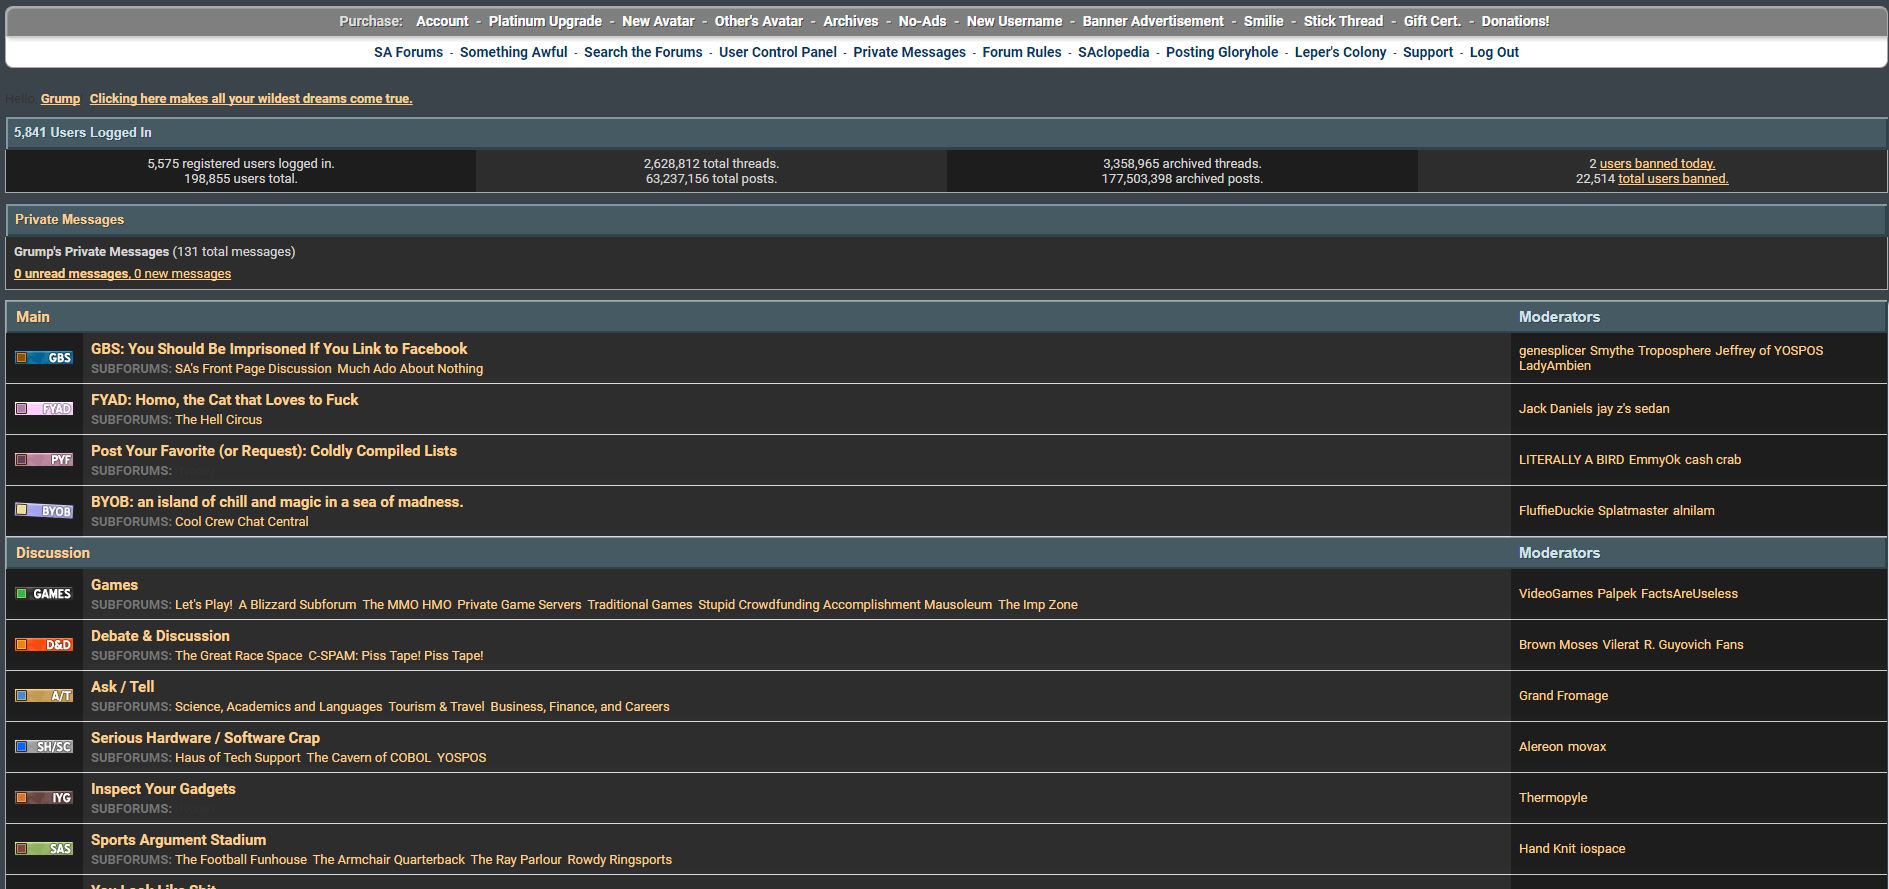 Purchase: Account - Platinum Upgrade - New Avatar - Other's Avatar - Archives - No-Ads - New Username - Banner Advertisement - Smilie - Stick Thread - Gift Cert. - Donations!
SA Forums - Something Awful - Search the Forums - User Control Panel - Private Messages - Forum Rules - SAclopedia - Posting Gloryhole - Leper's Colony - Support - Log Out
Hello, Grump Clicking here makes all your wildest dreams come true.
5,841 Users Logged In
5,575 registered users logged in.
198,855 users total.
2,628,812 total threads.
63,237,156 total posts.
3,358,965 archived threads.
177,503,398 archived posts.
2 users banned today.
22,514 total users banned.
Private Messages
Grump's Private Messages (131 total messages)
0 unread messages, 0 new messages
Main Moderators
GBS
GBS: You Should Be Imprisoned If You Link to Facebook
SUBFORUMS: SA's Front Page Discussion Much Ado About Nothing
genesplicer Smythe Troposphere Jeffrey of YOSPOS
LadyAmbien
FYAD
FYAD: Homo, the Cat that Loves to Fuck
SUBFORUMS: The Hell Circus
Jack Daniels jay z's sedan
PYF
Post Your Favorite (or Request): Coldly Compiled Lists
SUBFORUMS:
LITERALLY A BIRD EmmyOk cash crab
BYOB
BYOB: an island of chill and magic in a sea of madness.
SUBFORUMS: Cool Crew Chat Central
FluffieDuckie Splatmaster alnilam
Discussion Moderators
GAMES
Games
SUBFORUMS: Let's Play! A Blizzard Subforum The MMO HMO Private Game Servers Traditional Games Stupid Crowdfunding Accomplishment Mausoleum The Imp Zone
VideoGames Palpek FactsAreUseless
D&D
Debate & Discussion
SUBFORUMS: The Great Race Space C-SPAM: Piss Tape! Piss Tape!
Brown Moses Vilerat R. Guyovich Fans
A/T
Ask / Tell
SUBFORUMS: Science, Academics and Languages Tourism & Travel Business, Finance, and Careers
Grand Fromage
SH/SC
Serious Hardware / Software Crap
SUBFORUMS: Haus of Tech Support The Cavern of COBOL YOSPOS
Alereon movax
IYG
Inspect Your Gadgets
SUBFORUMS:
Thermopyle
SAS
Sports Argument Stadium
SUBFORUMS: The Football Funhouse The Armchair Quarterback The Ray Parlour Rowdy Ringsports
Hand Knit iospace
You Look Like Shit